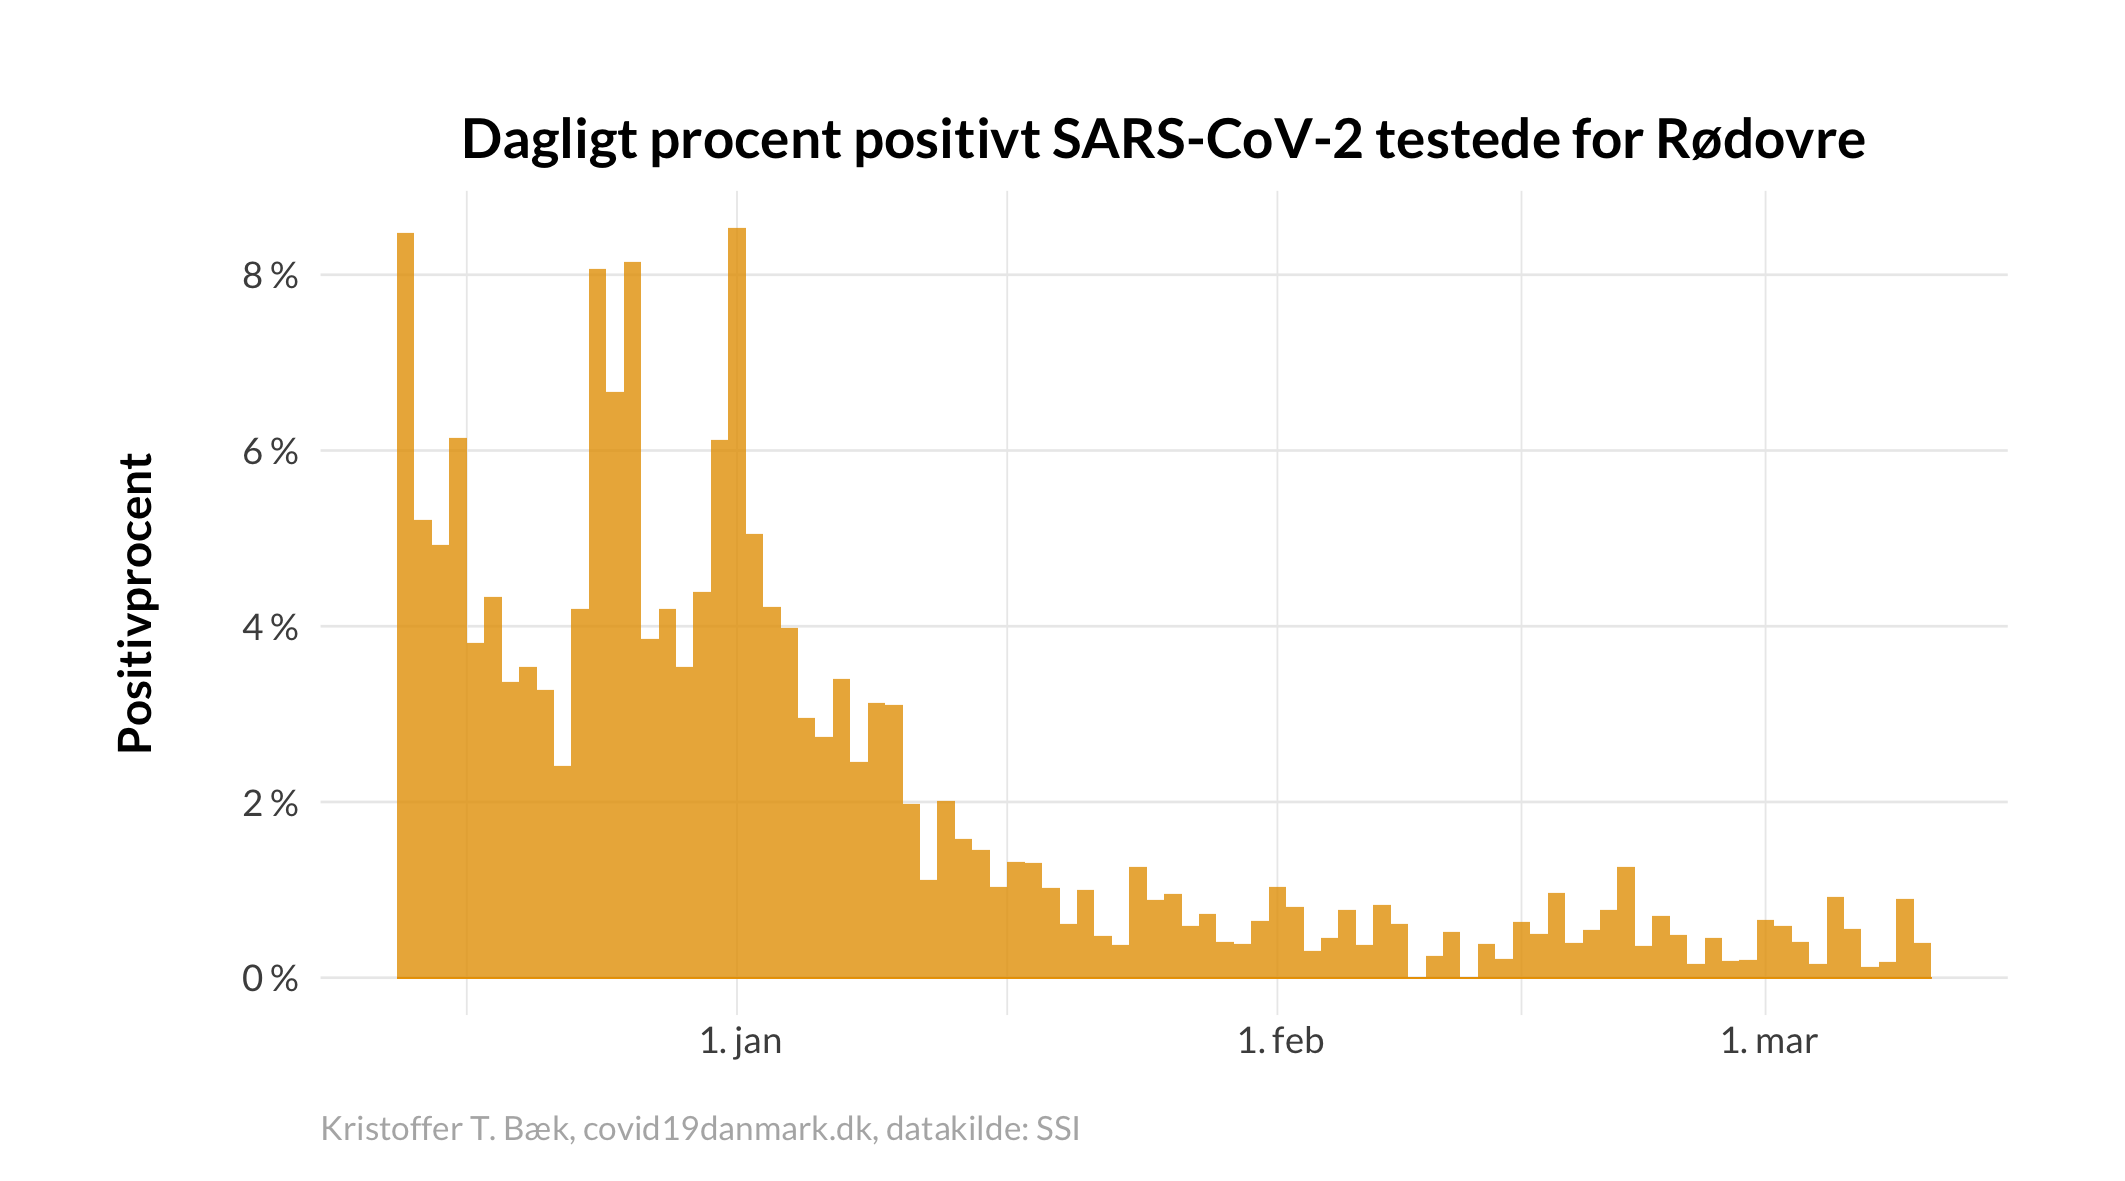 Dagligt procent positivt SARS-CoV-2 testede for Rødovre
Positivprocent
8 %
6 %
4 %
2 %
0 %
1. jan
1. feb
1. mar
Kristoffer T. Bæk, covid19danmark.dk, datakilde: SSI